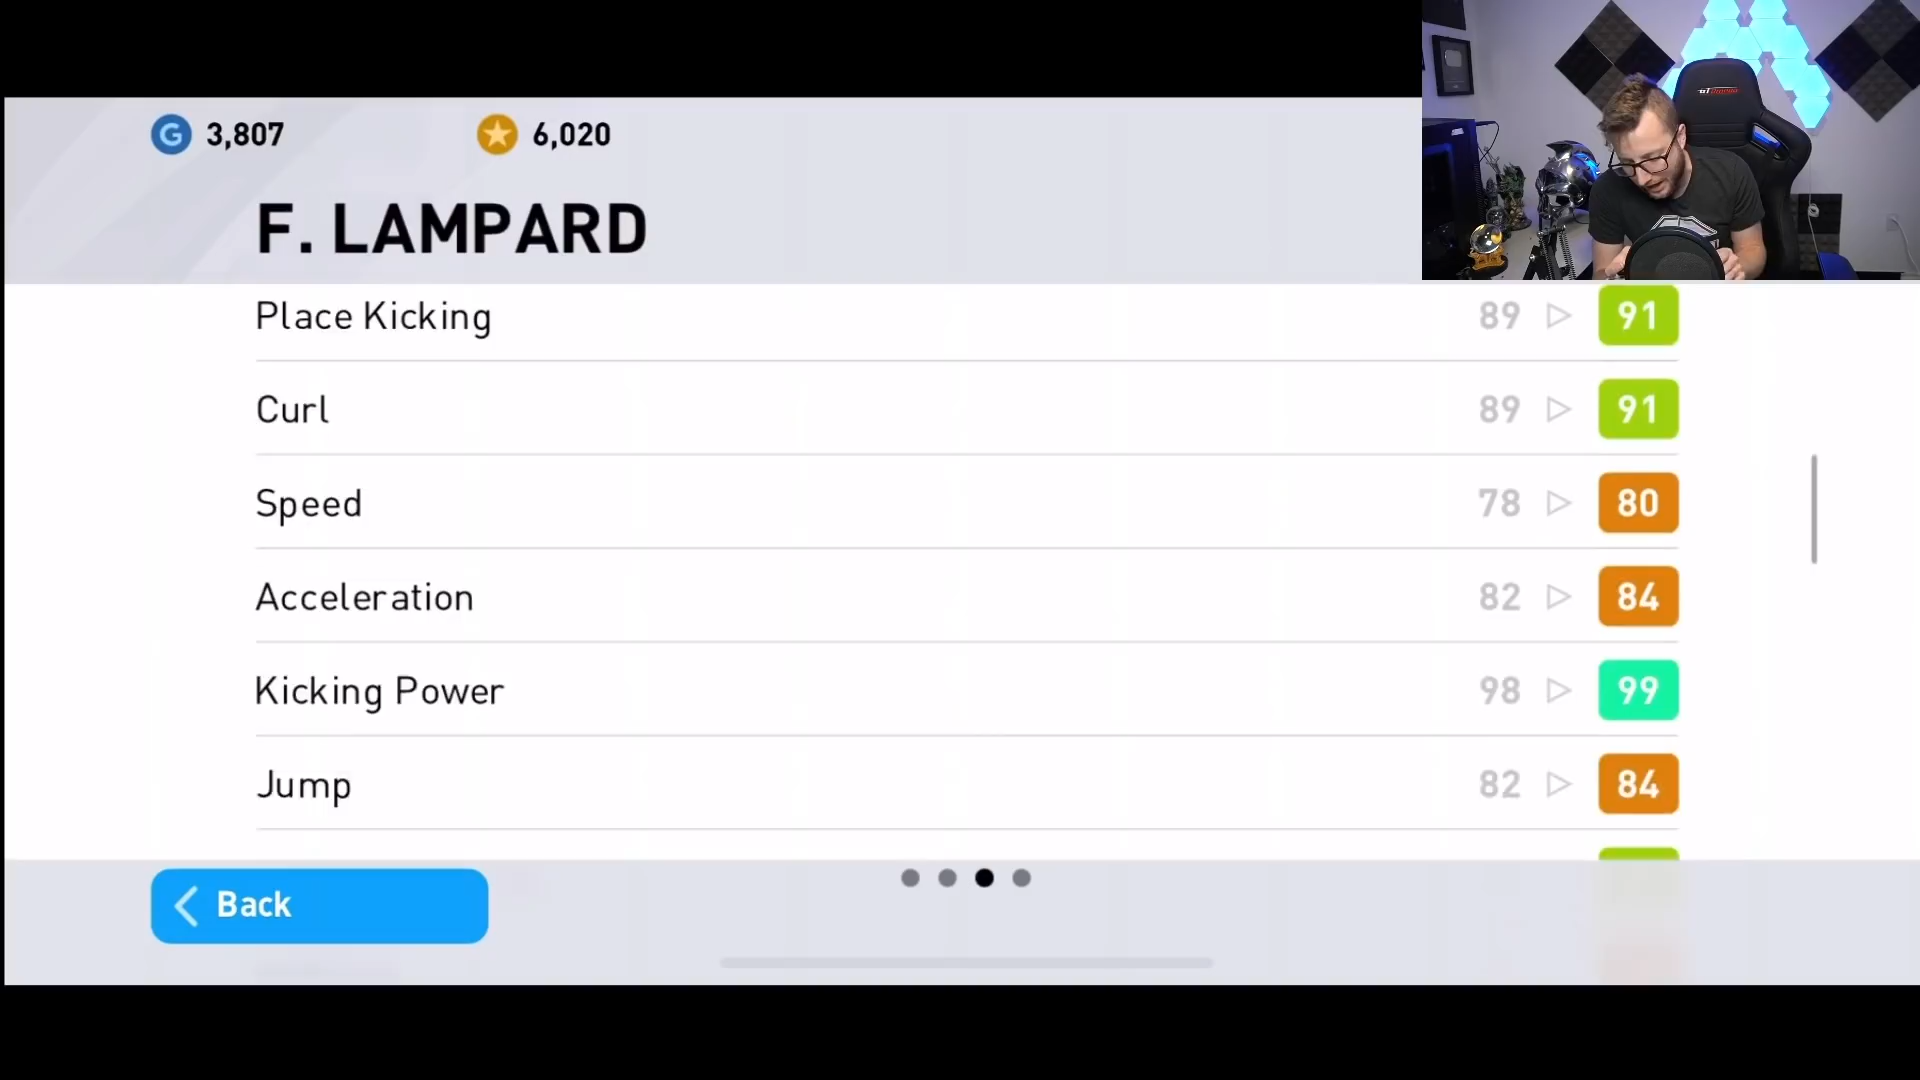 G 3,807 6,020
F. LAMPARD
Place Kicking 89 91
Curl 89 91
Speed 78 80
Acceleration 82 84
Kicking Power 98 99
Jump 82 84
Back